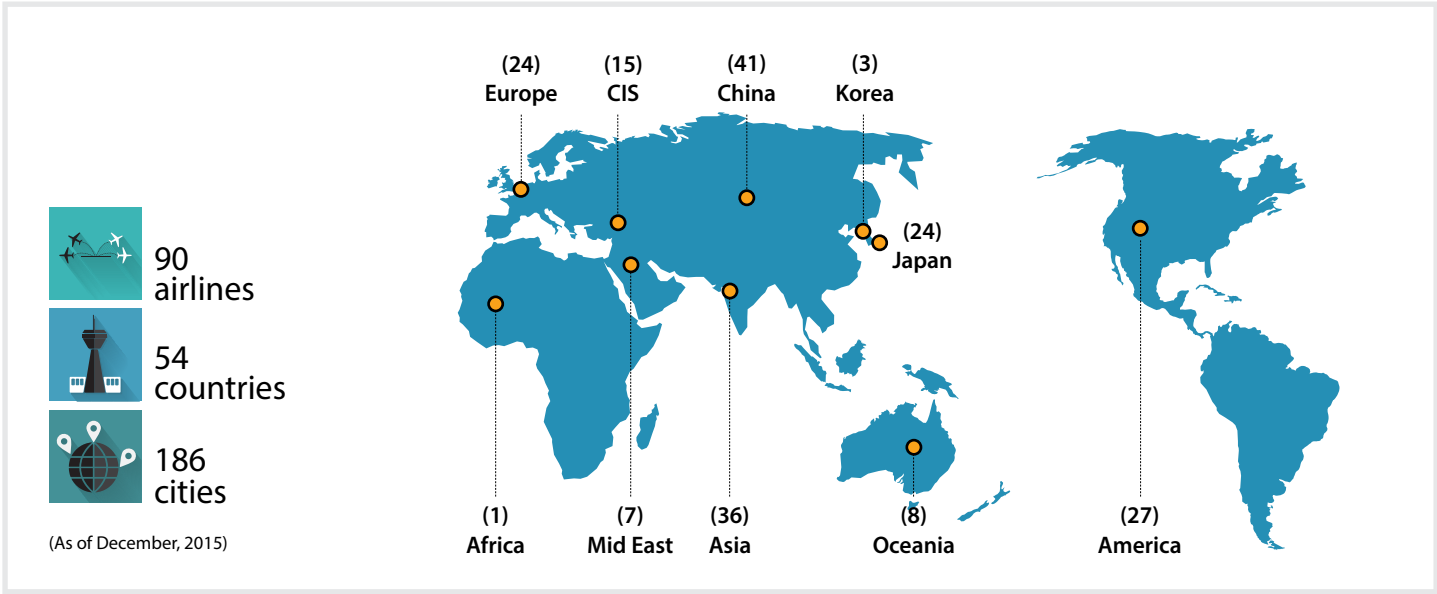 (24)
Europe
(15)
CIS
(41)
China
(3)
Korea
(24)
Japan
90
airlines
54
countries
186
cities
(As of December, 2015)
(1)
Africa
(7)
Mid East
(36)
Asia
(8)
Oceania
(27)
America